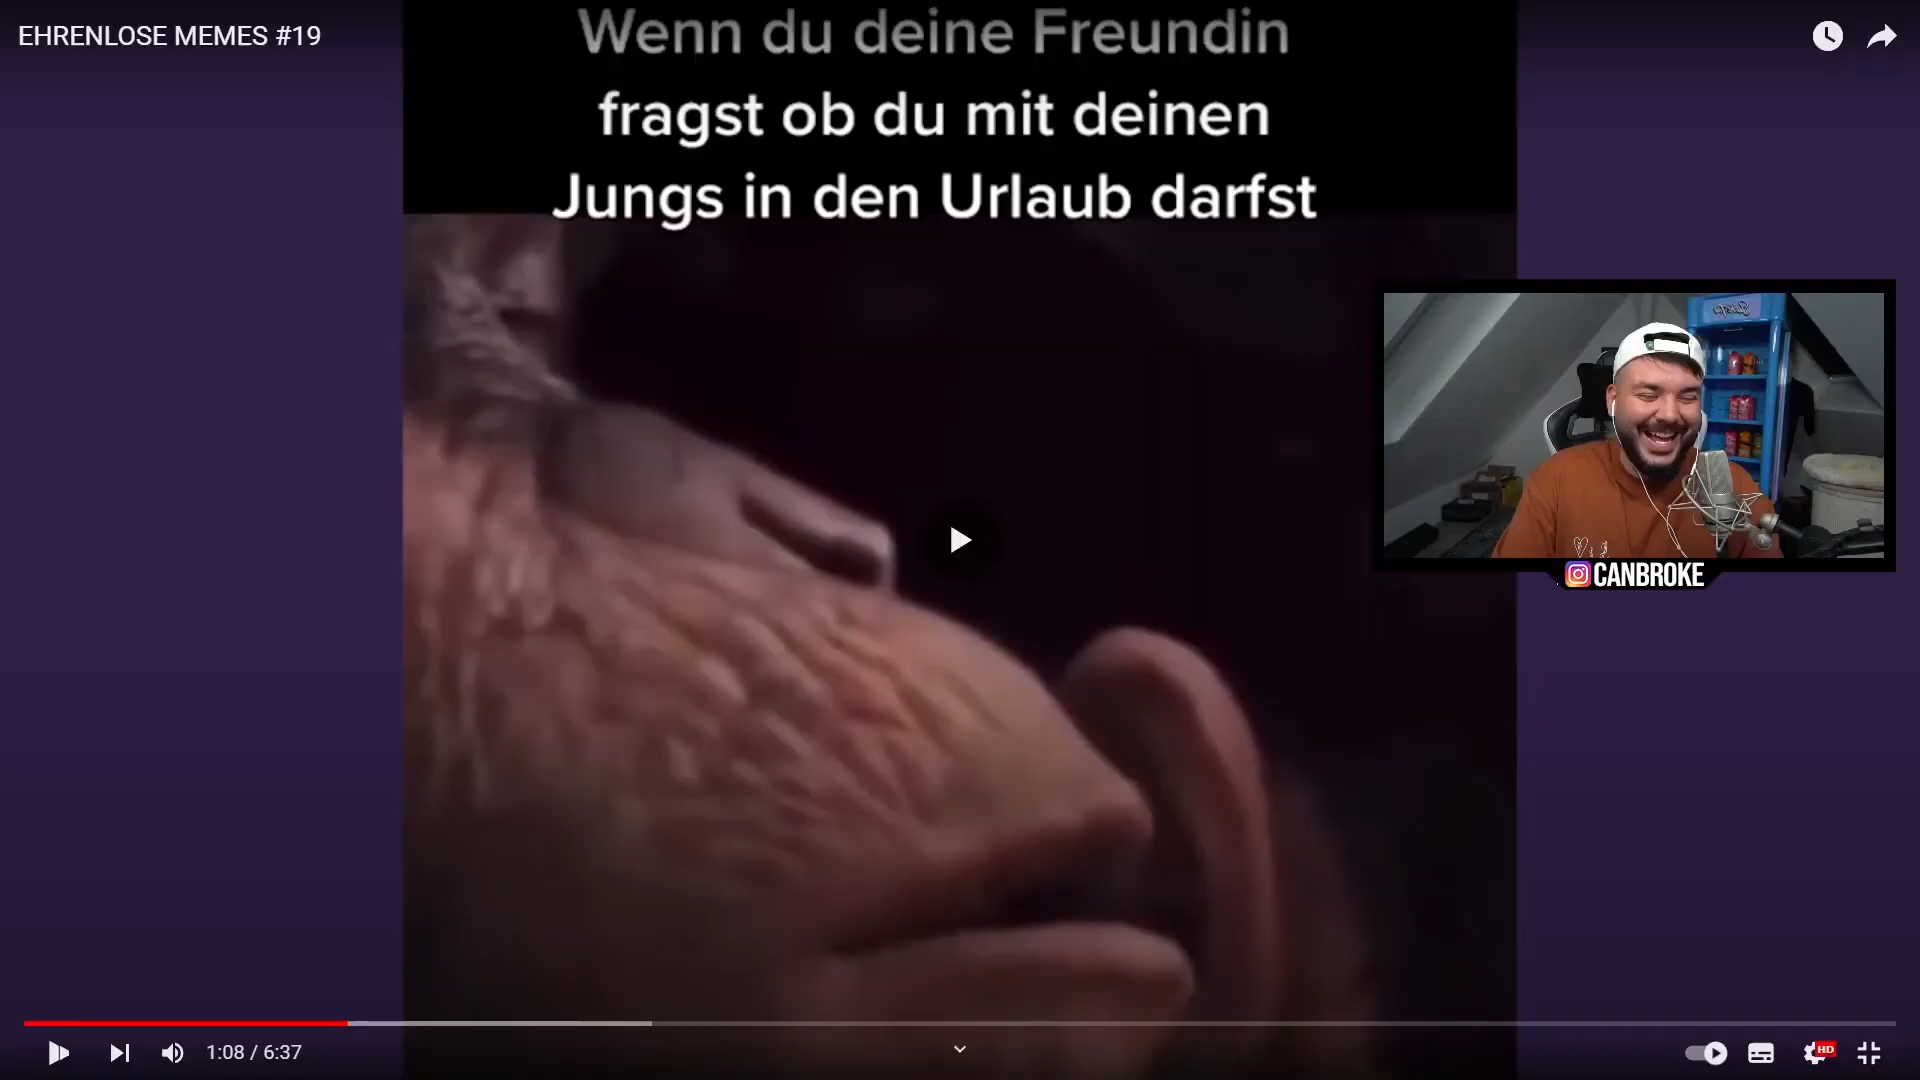 EHRENLOSE MEMES #19
Wenn du deine Freundin
fragst ob du mit deinen
Jungs in den Urlaub darfst
CANBROKE
1:08 / 6:37
HD